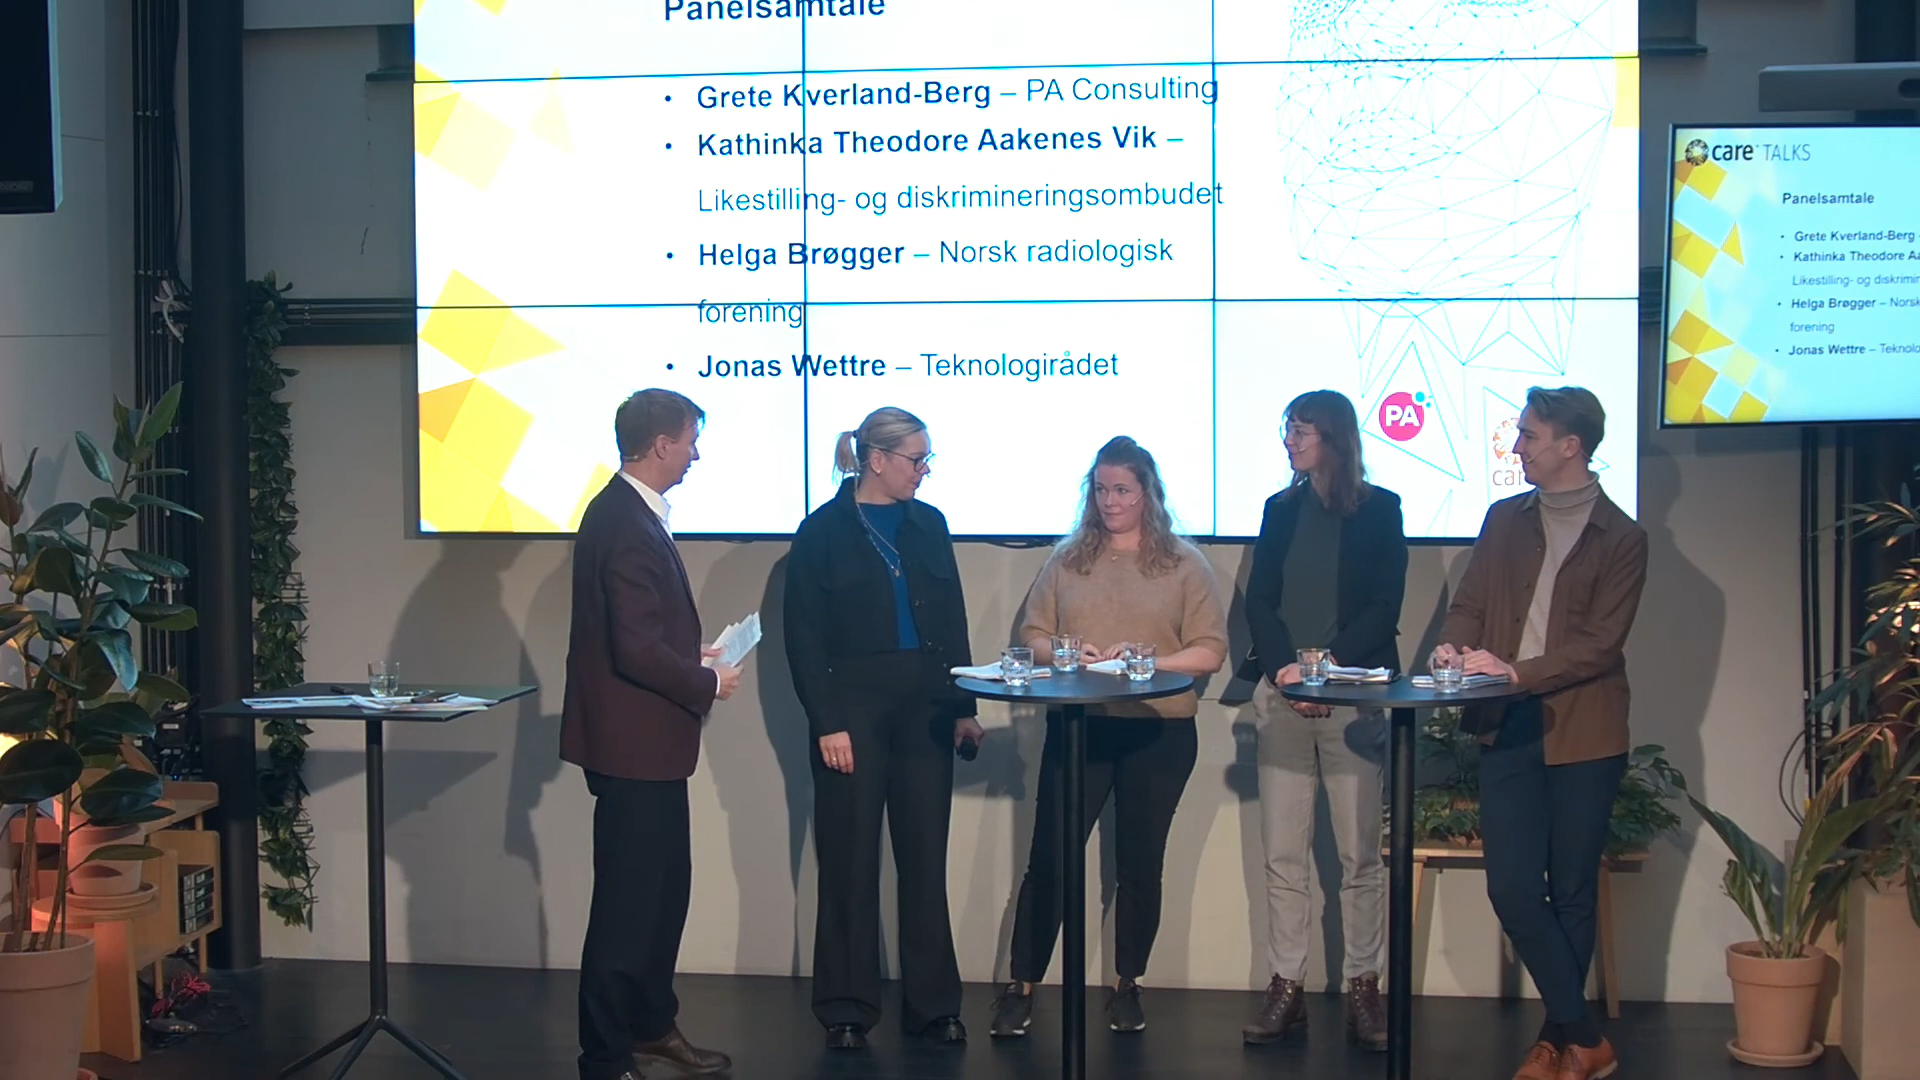 Panelsamtale
• Grete Kverland-Berg – PA Consulting
• Kathinka Theodore Aakenes Vik –
Likestilling- og diskrimineringsombudet
• Helga Brøgger – Norsk radiologisk
forening
• Jonas Wettre – Teknologirådet
PA
care TALKS
Panelsamtale
• Grete Kverland-Berg
• Kathinka Theodore
Likestilling- og
• Helga Brøgger – Norsk
forening
• Jonas Wettre –